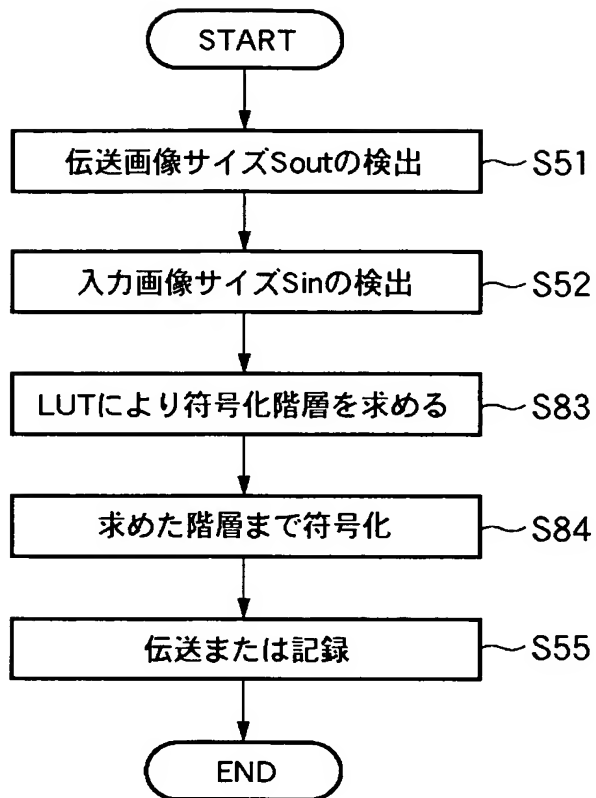 START
伝送画像サイズSoutの検出 S51
入力画像サイズSinの検出 S52
LUTにより符号化階層を求める S83
求めた階層まで符号化 S84
伝送または記録 S55
END